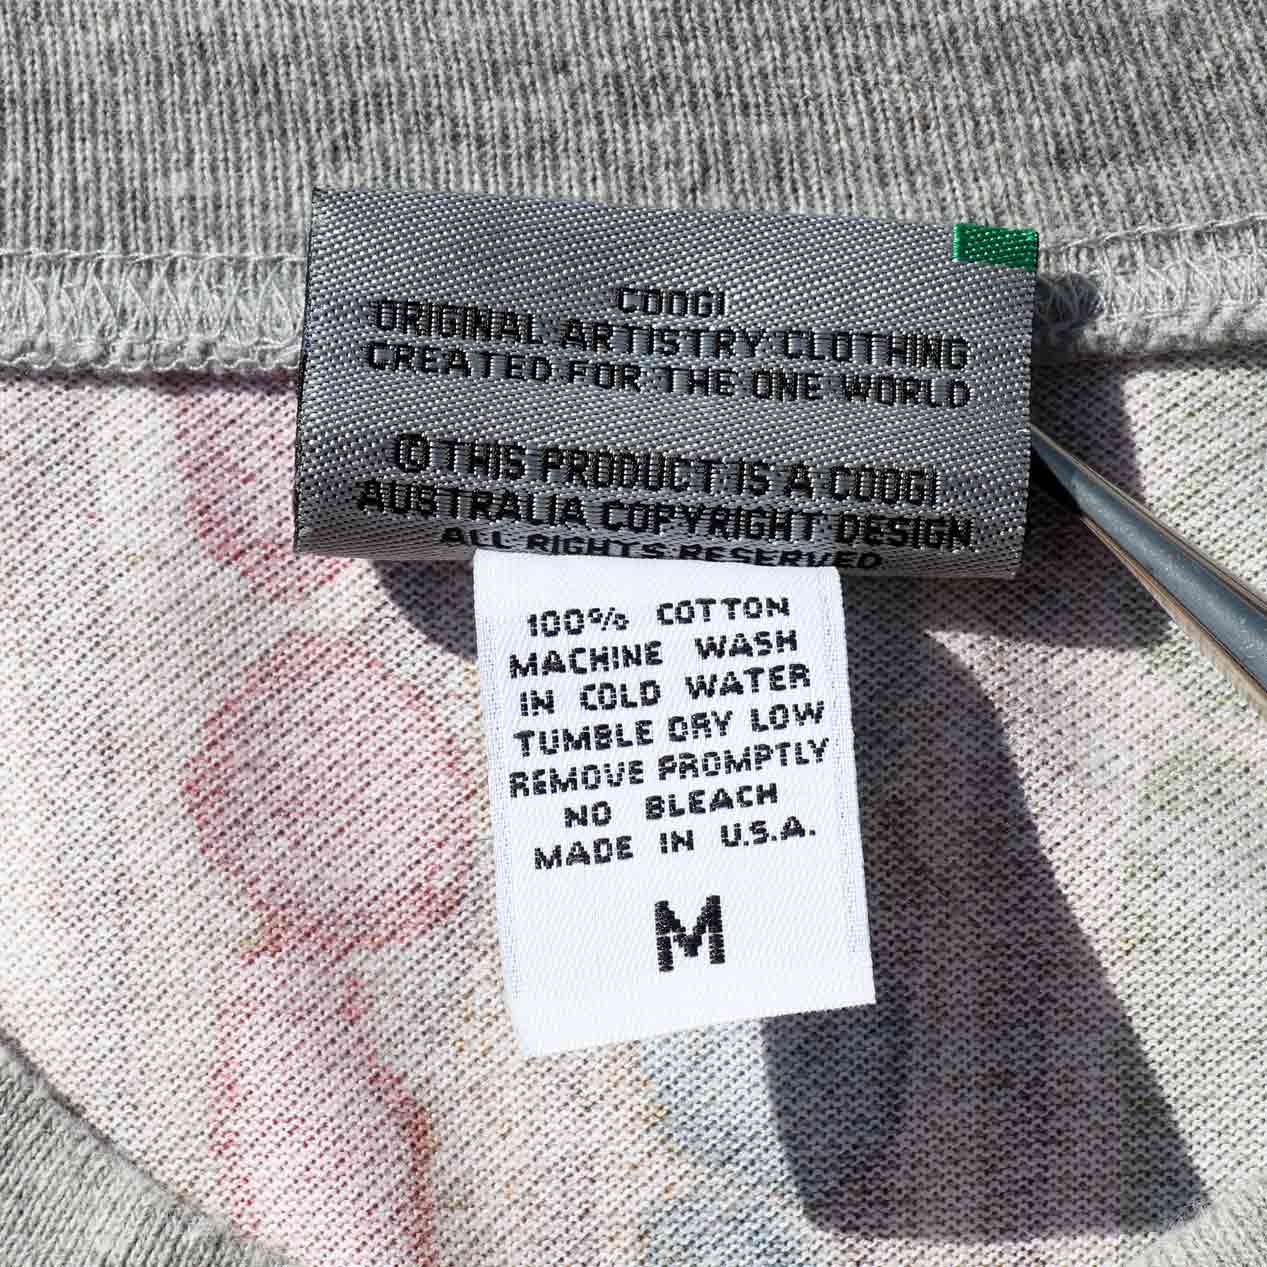 COOGI
ORIGINAL ARTISTRY CLOTHING
CREATED FOR THE ONE WORLD
© THIS PRODUCT IS A COOGI
AUSTRALIA COPYRIGHT DESIGN.
ALL RIGHTS RESERVED
100% COTTON
MACHINE WASH
IN COLD WATER
TUMBLE DRY LOW
REMOVE PROMPTLY
NO BLEACH
MADE IN U.S.A.
M